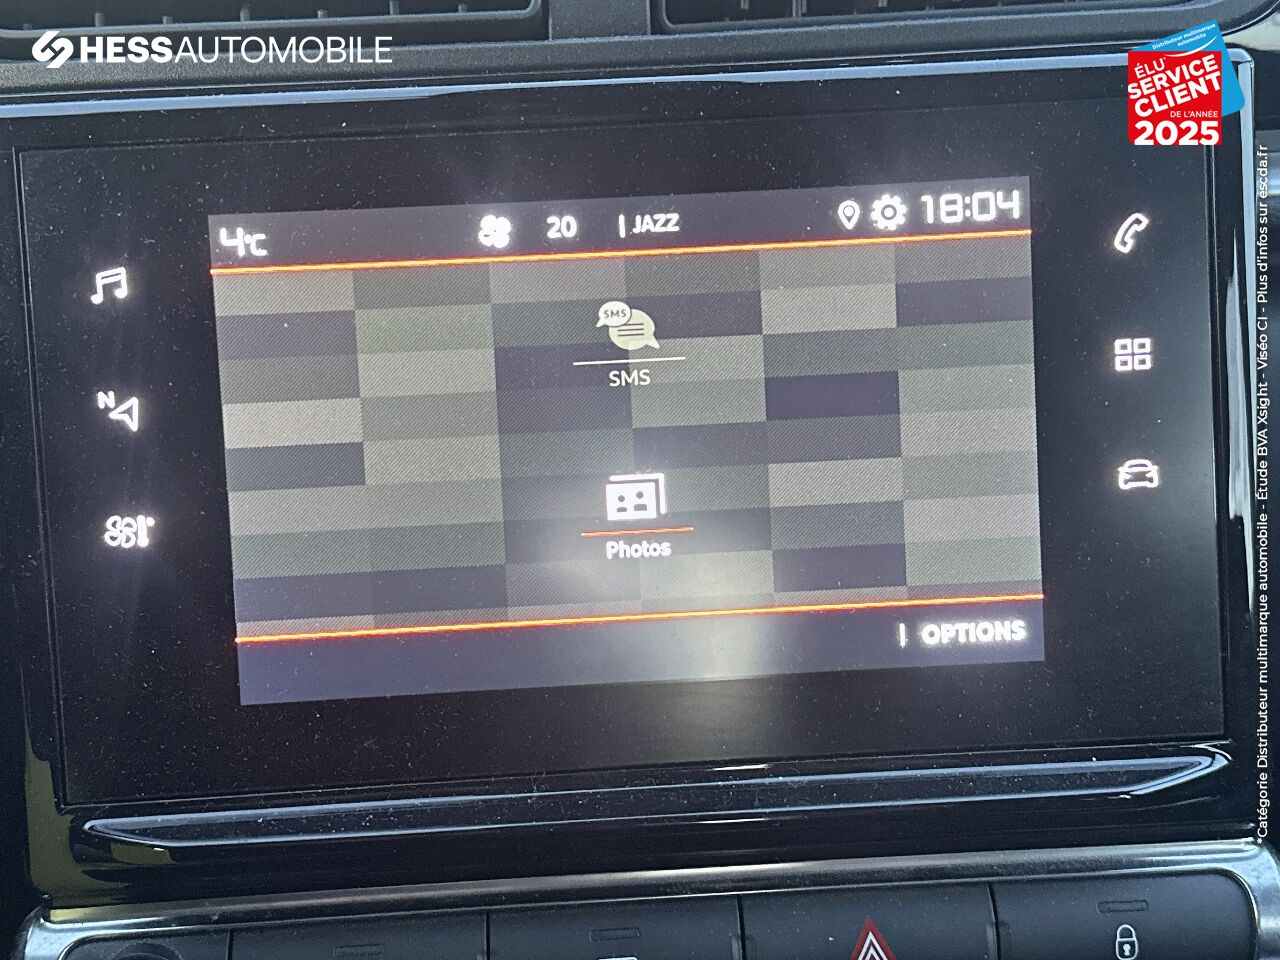 HESSAUTOMOBILE
Distributeur multimarque
automobile
ÉLU
SERVICE
CLIENT
DE L'ANNÉE
2025
4°C
20
| JAZZ
18:04
N
SMS
SMS
Photos
| OPTIONS
*Catégorie Distributeur multimarque automobile - Étude BVA Xsight - Viséo CI - Plus d'infos sur escda.fr